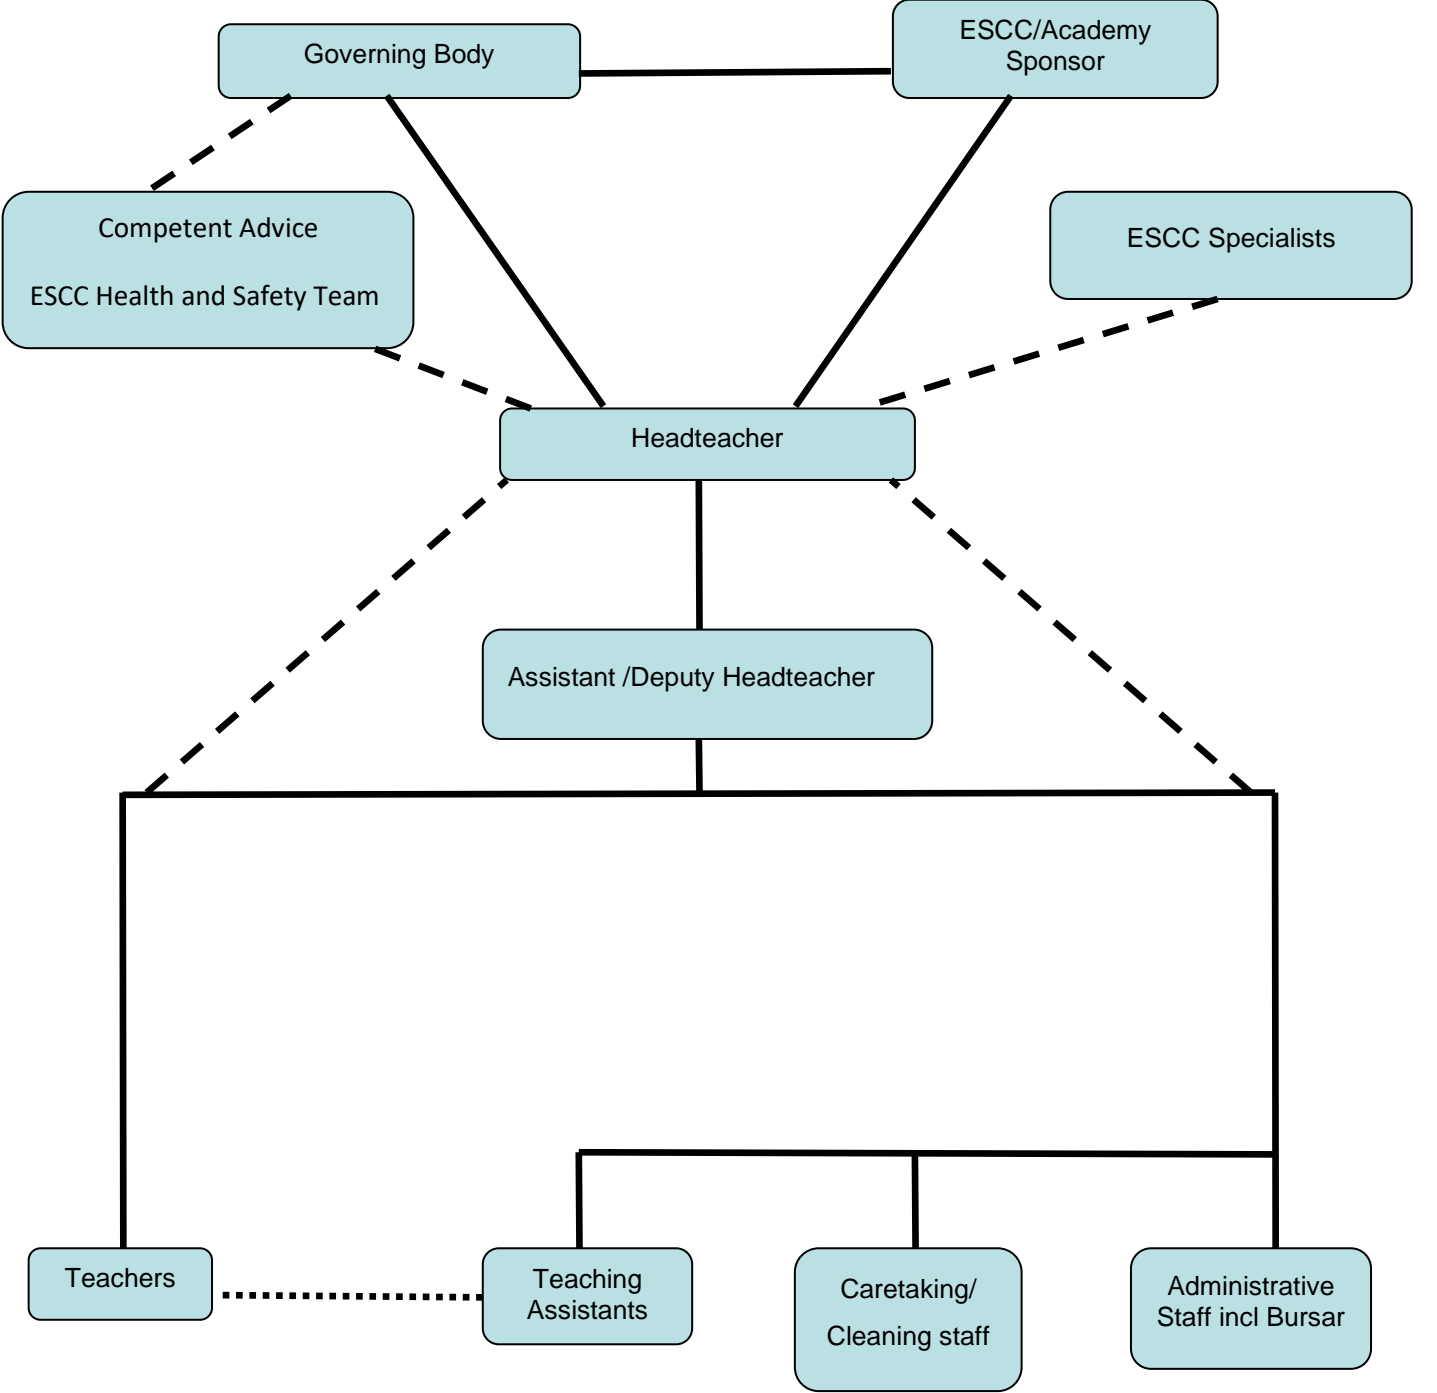 Governing Body
ESCC/Academy
Sponsor
Competent Advice
ESCC Health and Safety Team
ESCC Specialists
Headteacher
Assistant /Deputy Headteacher
Teachers
Teaching
Assistants
Caretaking/
Cleaning staff
Administrative
Staff incl Bursar